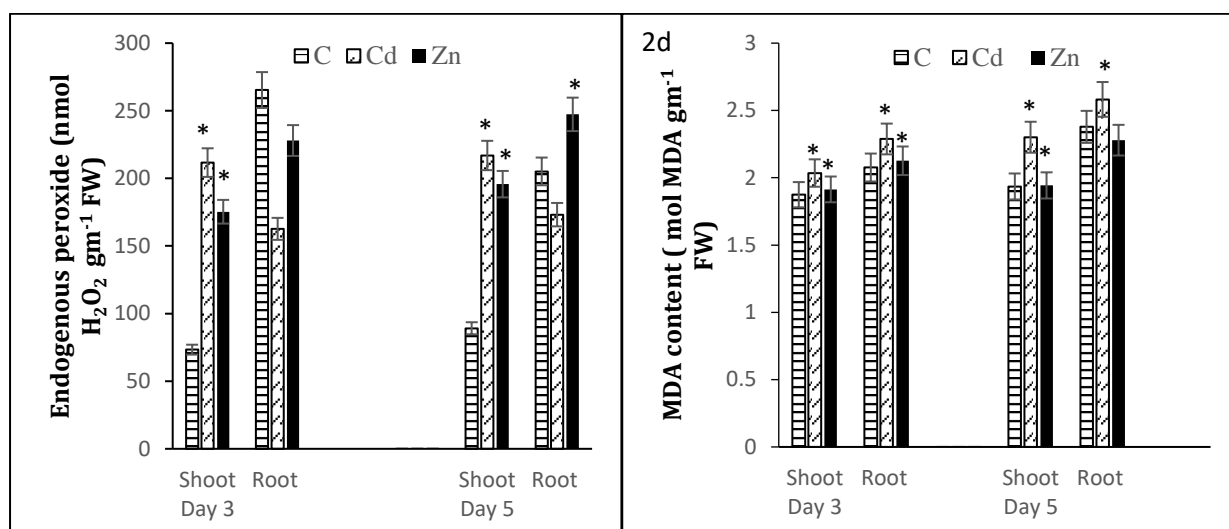 Endogenous peroxide (nmol
H₂O₂ gm⁻¹ FW)
300
250
200
150
100
50
0
C Cd Zn
*
*
*
*
*
Shoot Root Shoot Root
Day 3 Day 5
2d
MDA content ( mol MDA gm⁻¹
FW)
3
2.5
2
1.5
1
0.5
0
C Cd Zn
*
*
*
*
*
*
*
Shoot Root Shoot Root
Day 3 Day 5